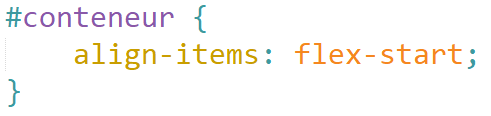 #conteneur {
    align-items: flex-start;
}